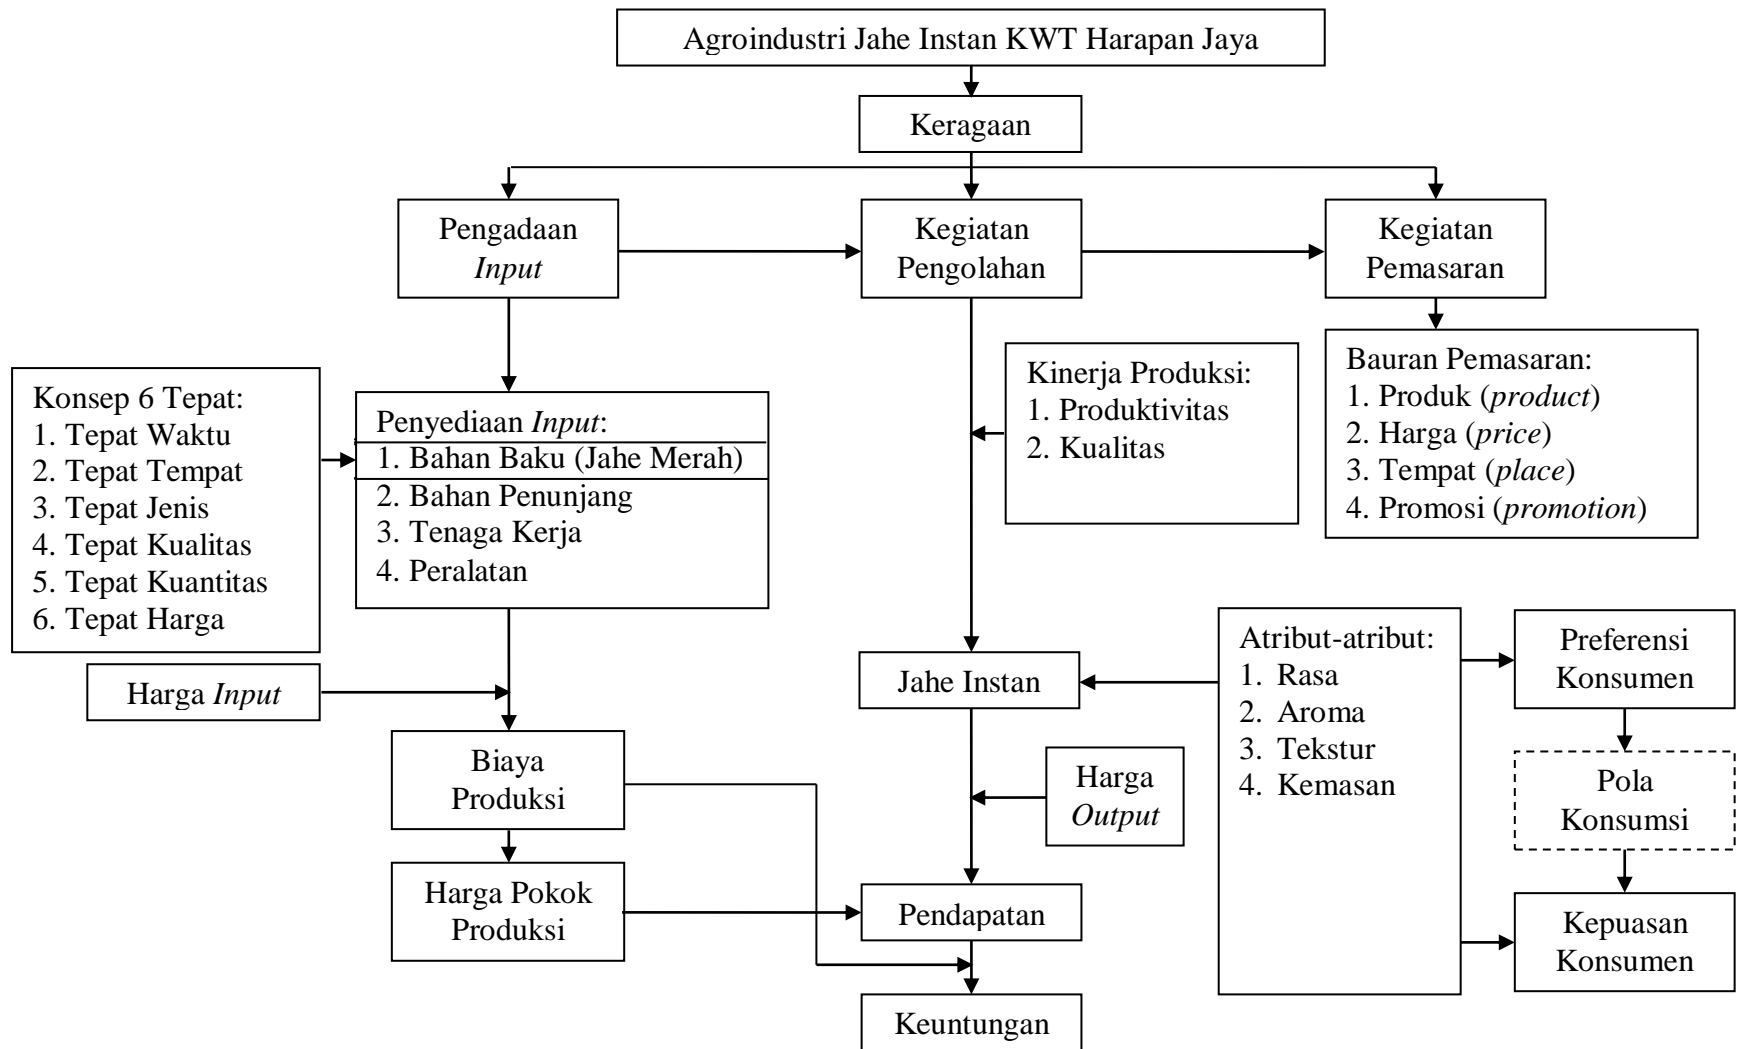 Agroindustri Jahe Instan KWT Harapan Jaya
Keragaan
Pengadaan
Input
Kegiatan
Pengolahan
Kegiatan
Pemasaran
Konsep 6 Tepat:
1. Tepat Waktu
2. Tepat Tempat
3. Tepat Jenis
4. Tepat Kualitas
5. Tepat Kuantitas
6. Tepat Harga
Penyediaan Input:
1. Bahan Baku (Jahe Merah)
2. Bahan Penunjang
3. Tenaga Kerja
4. Peralatan
Kinerja Produksi:
1. Produktivitas
2. Kualitas
Bauran Pemasaran:
1. Produk (product)
2. Harga (price)
3. Tempat (place)
4. Promosi (promotion)
Harga Input
Jahe Instan
Atribut-atribut:
1. Rasa
2. Aroma
3. Tekstur
4. Kemasan
Preferensi
Konsumen
Biaya
Produksi
Harga
Output
Pola
Konsumsi
Harga Pokok
Produksi
Pendapatan
Kepuasan
Konsumen
Keuntungan